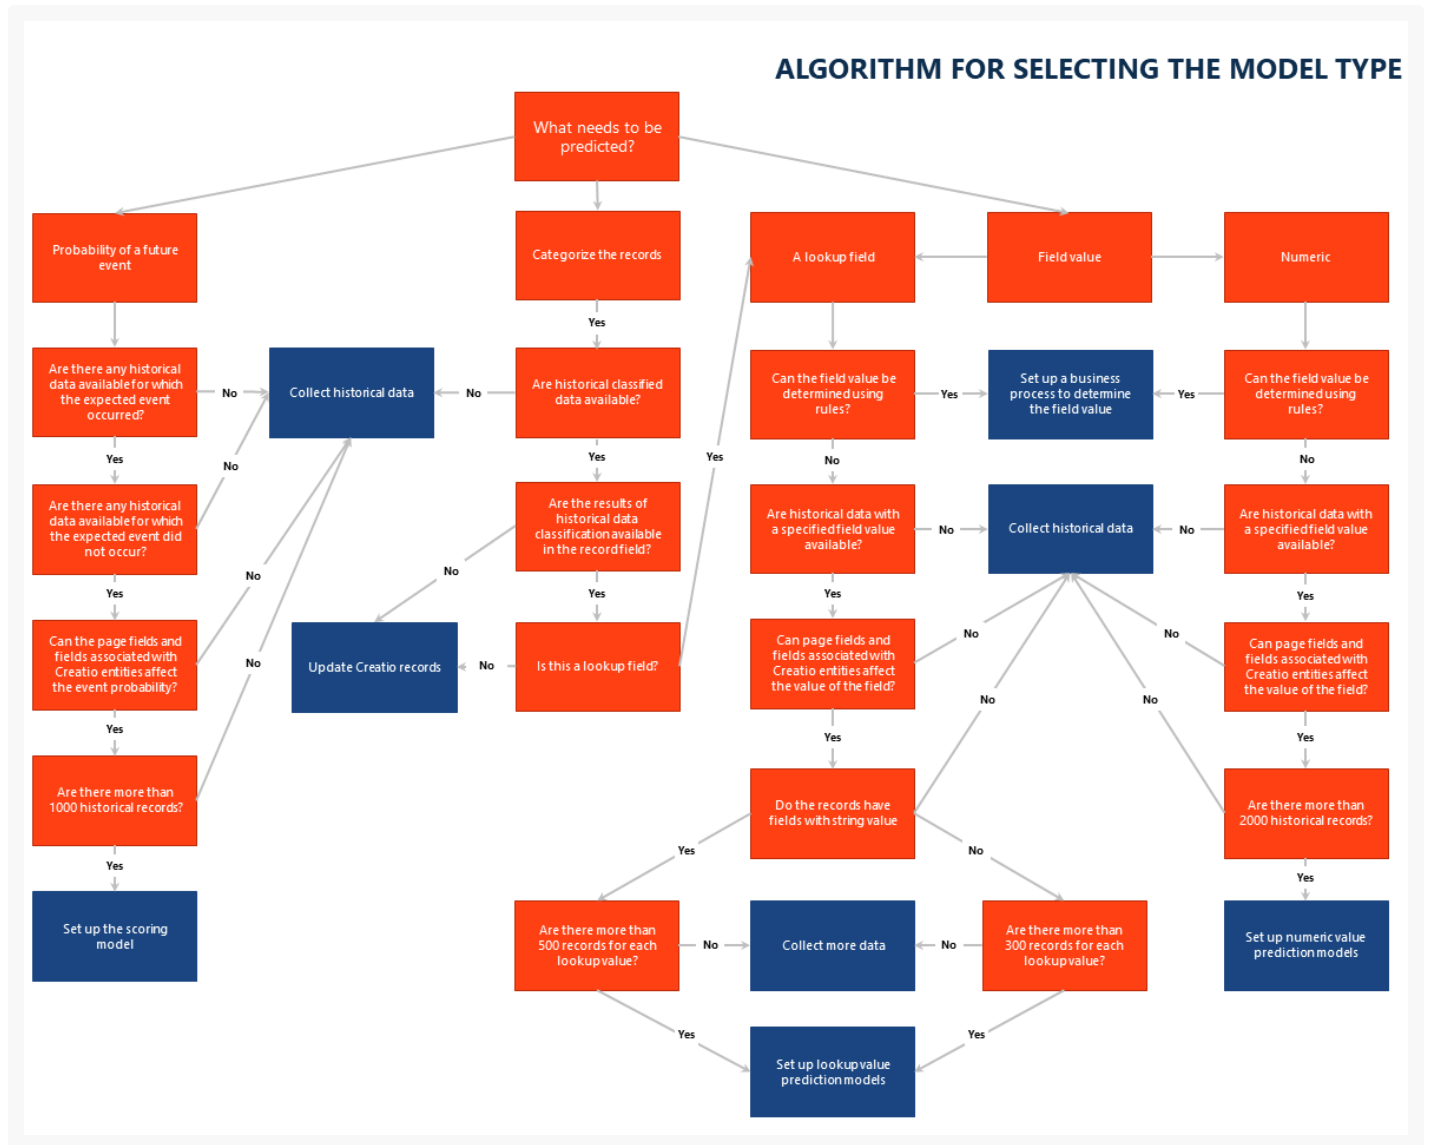 ALGORITHM FOR SELECTING THE MODEL TYPE
What needs to be
predicted?
Probability of a future
event
Categorize the records
A lookup field
Field value
Numeric
Yes
Are there any historical
data available for which
the expected event
occurred?
No
Collect historical data
No
Are historical classified
data available?
Can the field value be
determined using
rules?
Yes
Set up a business
process to determine
the field value
Yes
Can the field value be
determined using
rules?
Yes
No
Yes
Yes
No
No
Are there any historical
data available for which
the expected event did
not occur?
Are the results of
historical data
classification available
in the record field?
Are historical data with
a specified field value
available?
No
Collect historical data
No
Are historical data with
a specified field value
available?
No
No
Yes
Yes
Yes
Yes
Can the page fields and
fields associated with
Creatio entities affect
the event probability?
No
Update Creatio records
No
Is this a lookup field?
Can page fields and
fields associated with
Creatio entities affect
the value of the field?
No
No
Can page fields and
fields associated with
Creatio entities affect
the value of the field?
No
No
Yes
Yes
Yes
Are there more than
1000 historical records?
Do the records have
fields with string value
Are there more than
2000 historical records?
Yes
Yes
No
Yes
Set up the scoring
model
Are there more than
500 records for each
lookup value?
No
Collect more data
No
Are there more than
300 records for each
lookup value?
Set up numeric value
prediction models
Yes
Yes
Set up lookup value
prediction models